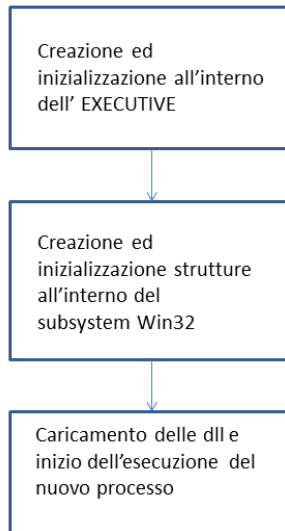 Creazione ed
inizializzazione all'interno
dell' EXECUTIVE
Creazione ed
inizializzazione strutture
all'interno del
subsystem Win32
Caricamento delle dll e
inizio dell'esecuzione del
nuovo processo